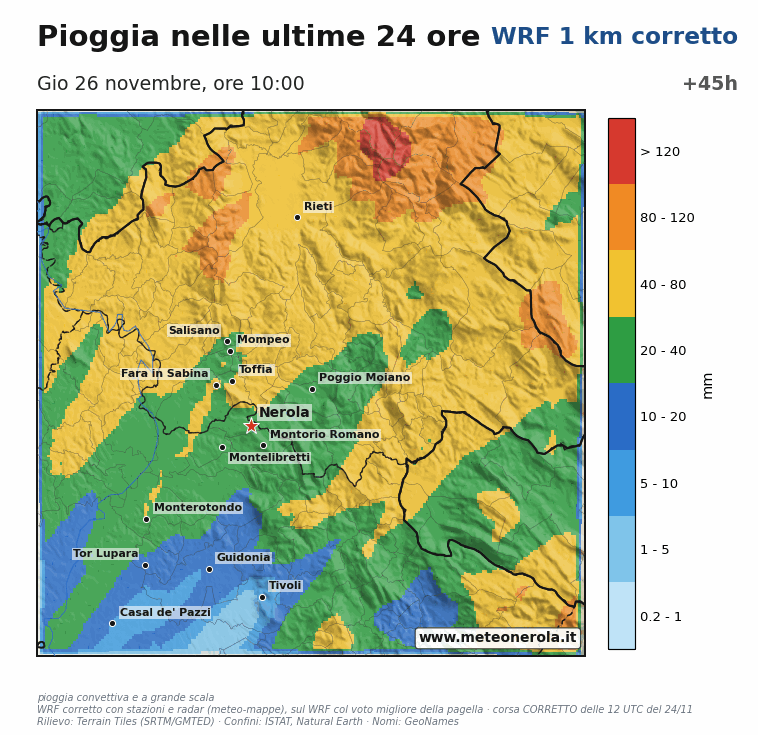 Pioggia nelle ultime 24 ore WRF 1 km corretto
Gio 26 novembre, ore 10:00 +45h
Rieti
Salisano
Mompeo
Fara in Sabina
Toffia
Poggio Moiano
Nerola
Montorio Romano
Montelibretti
Monterotondo
Tor Lupara
Guidonia
Tivoli
Casal de' Pazzi
www.meteonerola.it
> 120
80 - 120
40 - 80
20 - 40
10 - 20
5 - 10
1 - 5
0.2 - 1
mm
pioggia convettiva e a grande scala
WRF corretto con stazioni e radar (meteo-mappe), sul WRF col voto migliore della pagella · corsa CORRETTO delle 12 UTC del 24/11
Rilievo: Terrain Tiles (SRTM/GMTED) · Confini: ISTAT, Natural Earth · Nomi: GeoNames